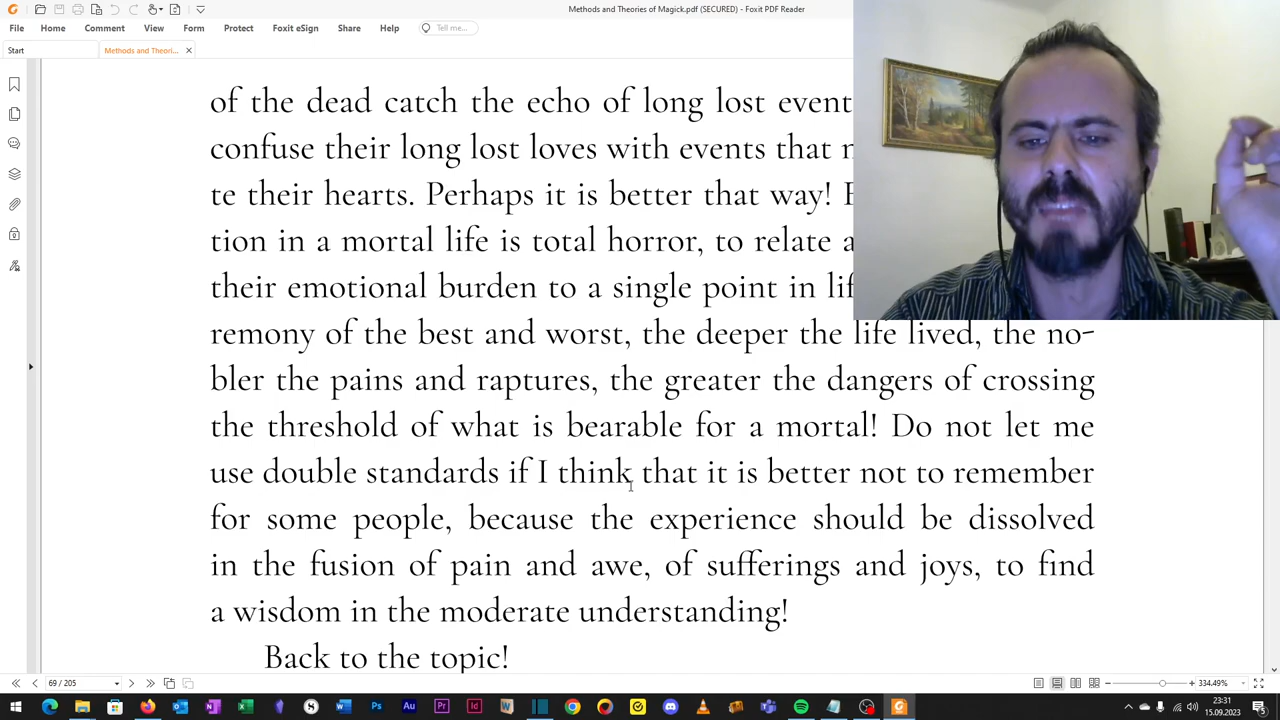 Methods and Theories of Magick.pdf (SECURED) - Foxit PDF Reader
File Home Comment View Form Protect Foxit eSign Share Help Tell me...
Start Methods and Theori...
of the dead catch the echo of long lost event
confuse their long lost loves with events that
te their hearts. Perhaps it is better that way!
tion in a mortal life is total horror, to relate a
their emotional burden to a single point in lif
remony of the best and worst, the deeper the life lived, the no-
bler the pains and raptures, the greater the dangers of crossing
the threshold of what is bearable for a mortal! Do not let me
use double standards if I think that it is better not to remember
for some people, because the experience should be dissolved
in the fusion of pain and awe, of sufferings and joys, to find
a wisdom in the moderate understanding!
Back to the topic!
69 / 205
334.49%
23:31
15.09.2023